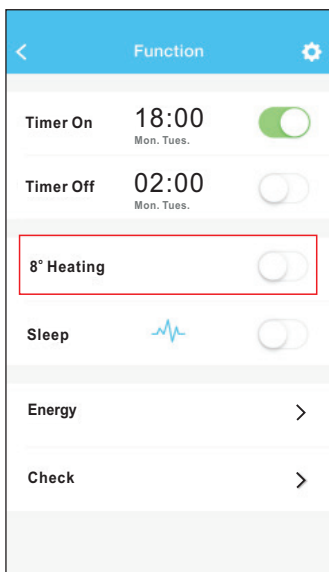 Function
Timer On 18:00
Mon. Tues.
Timer Off 02:00
Mon. Tues.
8° Heating
Sleep
Energy
Check